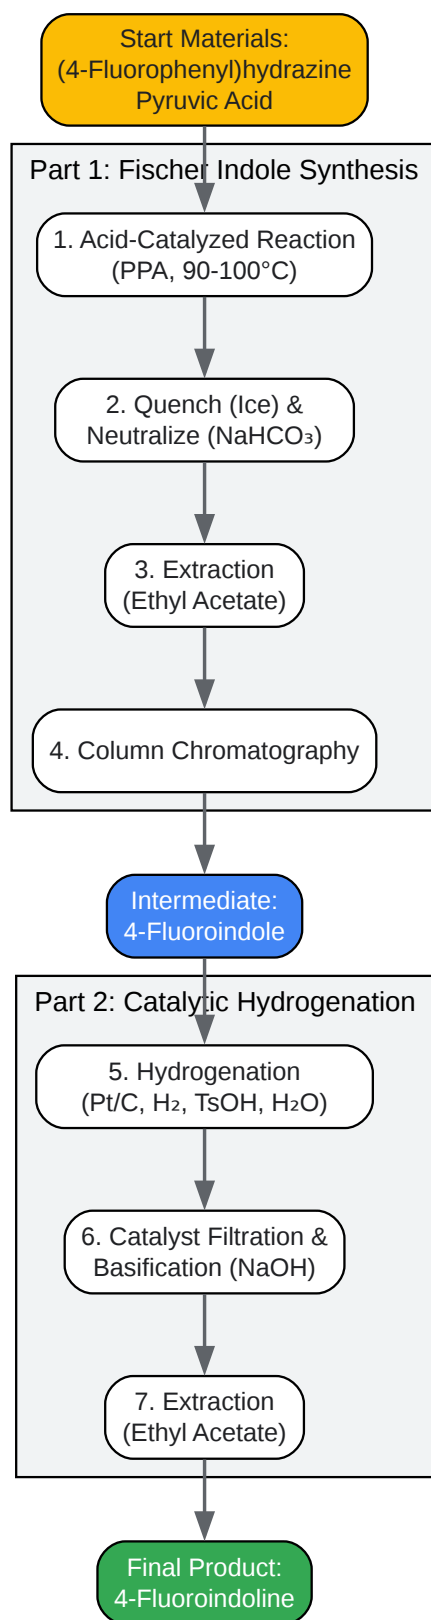 Start Materials:
(4-Fluorophenyl)hydrazine
Pyruvic Acid
Part 1: Fischer Indole Synthesis
1. Acid-Catalyzed Reaction
(PPA, 90-100°C)
2. Quench (Ice) &
Neutralize (NaHCO₃)
3. Extraction
(Ethyl Acetate)
4. Column Chromatography
Intermediate:
4-Fluoroindole
Part 2: Catalytic Hydrogenation
5. Hydrogenation
(Pt/C, H₂, TsOH, H₂O)
6. Catalyst Filtration &
Basification (NaOH)
7. Extraction
(Ethyl Acetate)
Final Product:
4-Fluoroindoline